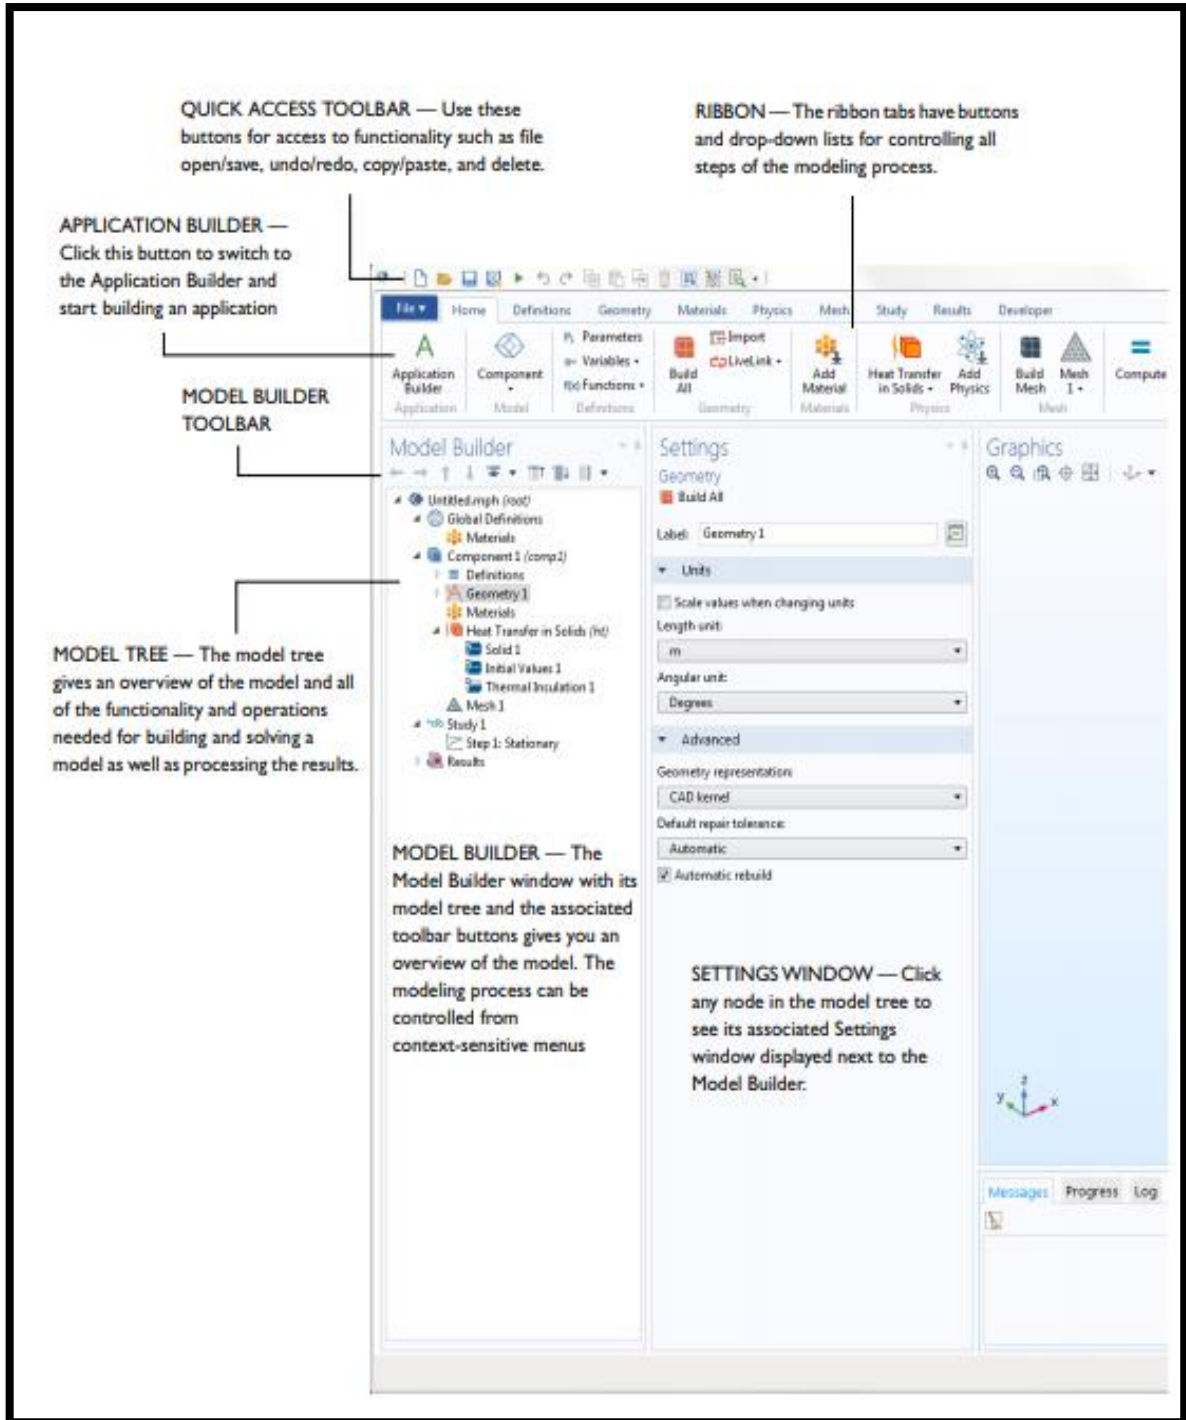 QUICK ACCESS TOOLBAR — Use these
buttons for access to functionality such as file
open/save, undo/redo, copy/paste, and delete.
RIBBON — The ribbon tabs have buttons
and drop-down lists for controlling all
steps of the modeling process.
APPLICATION BUILDER —
Click this button to switch to
the Application Builder and
start building an application
File Home Definitions Geometry Materials Physics Mesh Study Results Developer
Pi Parameters
Import
a= Variables
LiveLink
f(x) Functions
Application
Builder
Component
Build
All
Add
Material
Heat Transfer
in Solids
Add
Physics
Build
Mesh
Mesh
1
Compute
Application Model Definitions Geometry Materials Physics Mesh
MODEL BUILDER
TOOLBAR
Model Builder
Untitled.mph (root)
Global Definitions
Materials
Component 1 (comp1)
Definitions
Geometry 1
Materials
Heat Transfer in Solids (ht)
Solid 1
Initial Values 1
Thermal Insulation 1
Mesh 1
Study 1
Step 1: Stationary
Results
MODEL TREE — The model tree
gives an overview of the model and all
of the functionality and operations
needed for building and solving a
model as well as processing the results.
MODEL BUILDER — The
Model Builder window with its
model tree and the associated
toolbar buttons gives you an
overview of the model. The
modeling process can be
controlled from
context-sensitive menus
Settings
Geometry
Build All
Label: Geometry 1
Units
Scale values when changing units
Length unit:
m
Angular unit:
Degrees
Advanced
Geometry representation:
CAD kernel
Default repair tolerance:
Automatic
Automatic rebuild
SETTINGS WINDOW — Click
any node in the model tree to
see its associated Settings
window displayed next to the
Model Builder.
Graphics
z
y x
Messages Progress Log